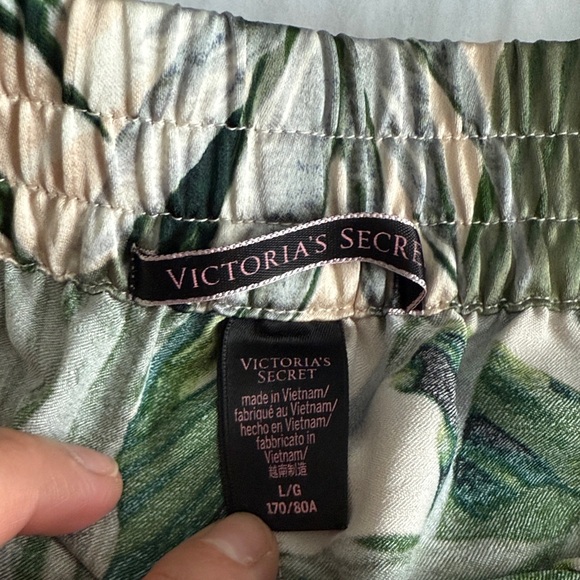 VICTORIA'S SECRE
VICTORIA'S
SECRET
made in Vietnam/
fabriqué au Vietnam/
hecho en Vietnam/
fabbricato in
Vietnam/
越南制造
L/G
170/80A